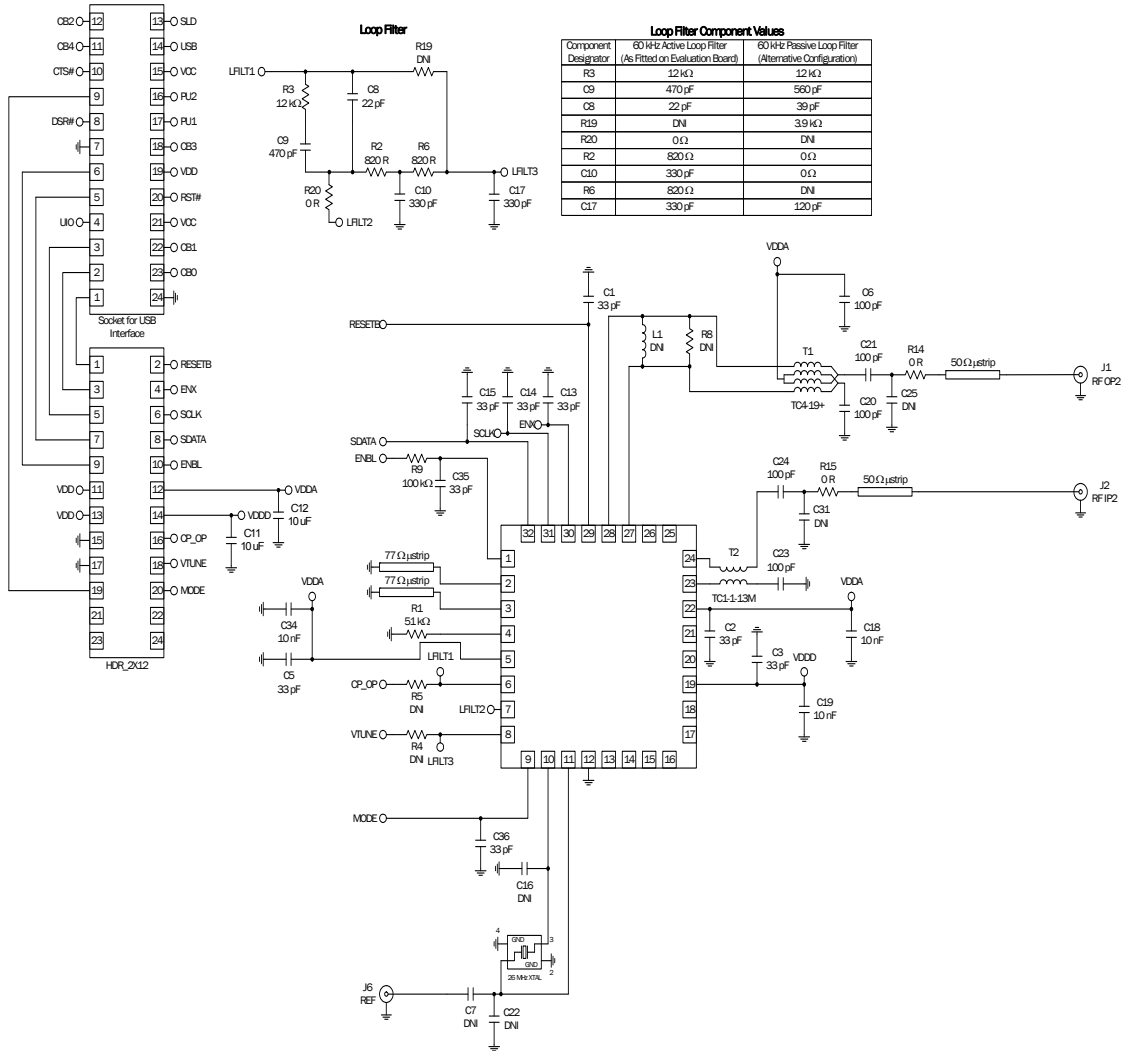 Loop Filter
Loop Filter Component Values
Component Designator
60 kHz Active Loop Filter
(As Fitted on Evaluation Board)
60 kHz Passive Loop Filter
(Alternative Configuration)
R3 12 kΩ 12 kΩ
C9 470 pF 560 pF
C8 22 pF 39 pF
R19 DNI 3.9 kΩ
R20 0 Ω DNI
R2 820 Ω 0 Ω
C10 330 pF 0 Ω
R6 820 Ω DNI
C17 330 pF 120 pF
CB2 12 13 SLD
CB4 11 14 USB
CTS# 10 15 VCC
9 16 PU2
DSR# 8 17 PU1
7 18 CB3
6 19 VDD
5 20 RST#
UIO 4 21 VCC
3 22 CB1
2 23 CB0
1 24
Socket for USB
Interface
1 2 RESETB
3 4 ENX
5 6 SCLK
7 8 SDATA
9 10 ENBL
VDD 11 12 VDDA
VDD 13 14 VDDD
15 16 CP_OP
17 18 VTUNE
19 20 MODE
21 22
23 24
HDR_2X12
C12
10 uF
C11
10 uF
LFILT1
R19
DNI
R3
12 kΩ
C8
22 pF
C9
470 pF
R2
820 R
R6
820 R
LFILT3
R20
0 R
C10
330 pF
C17
330 pF
LFILT2
C1
33 pF
RESETB
C15
33 pF
C14
33 pF
C13
33 pF
ENX
SCLK
SDATA
ENBL
R9
100 kΩ
C35
33 pF
L1
DNI
R8
DNI
VDDA
C6
100 pF
T1
TC4-19+
C21
100 pF
R14
0 R
50 Ω µstrip
J1
RF OP2
C20
100 pF
C25
DNI
C24
100 pF
R15
0 R
50 Ω µstrip
J2
RF IP2
C31
DNI
T2
TC1-1-13M
C23
100 pF
VDDA
C2
33 pF
C18
10 nF
C3
33 pF
VDDD
C19
10 nF
32 31 30 29 28 27 26 25
1 2 3 4 5 6 7 8
24 23 22 21 20 19 18 17
9 10 11 12 13 14 15 16
77 Ω µstrip
77 Ω µstrip
VDDA
C34
10 nF
R1
51 kΩ
C5
33 pF
LFILT1
CP_OP
R5
DNI
LFILT2
VTUNE
R4
DNI
LFILT3
MODE
C36
33 pF
C16
DNI
4 GND 3
GND 2
26 MHz XTAL
J6
REF
C7
DNI
C22
DNI